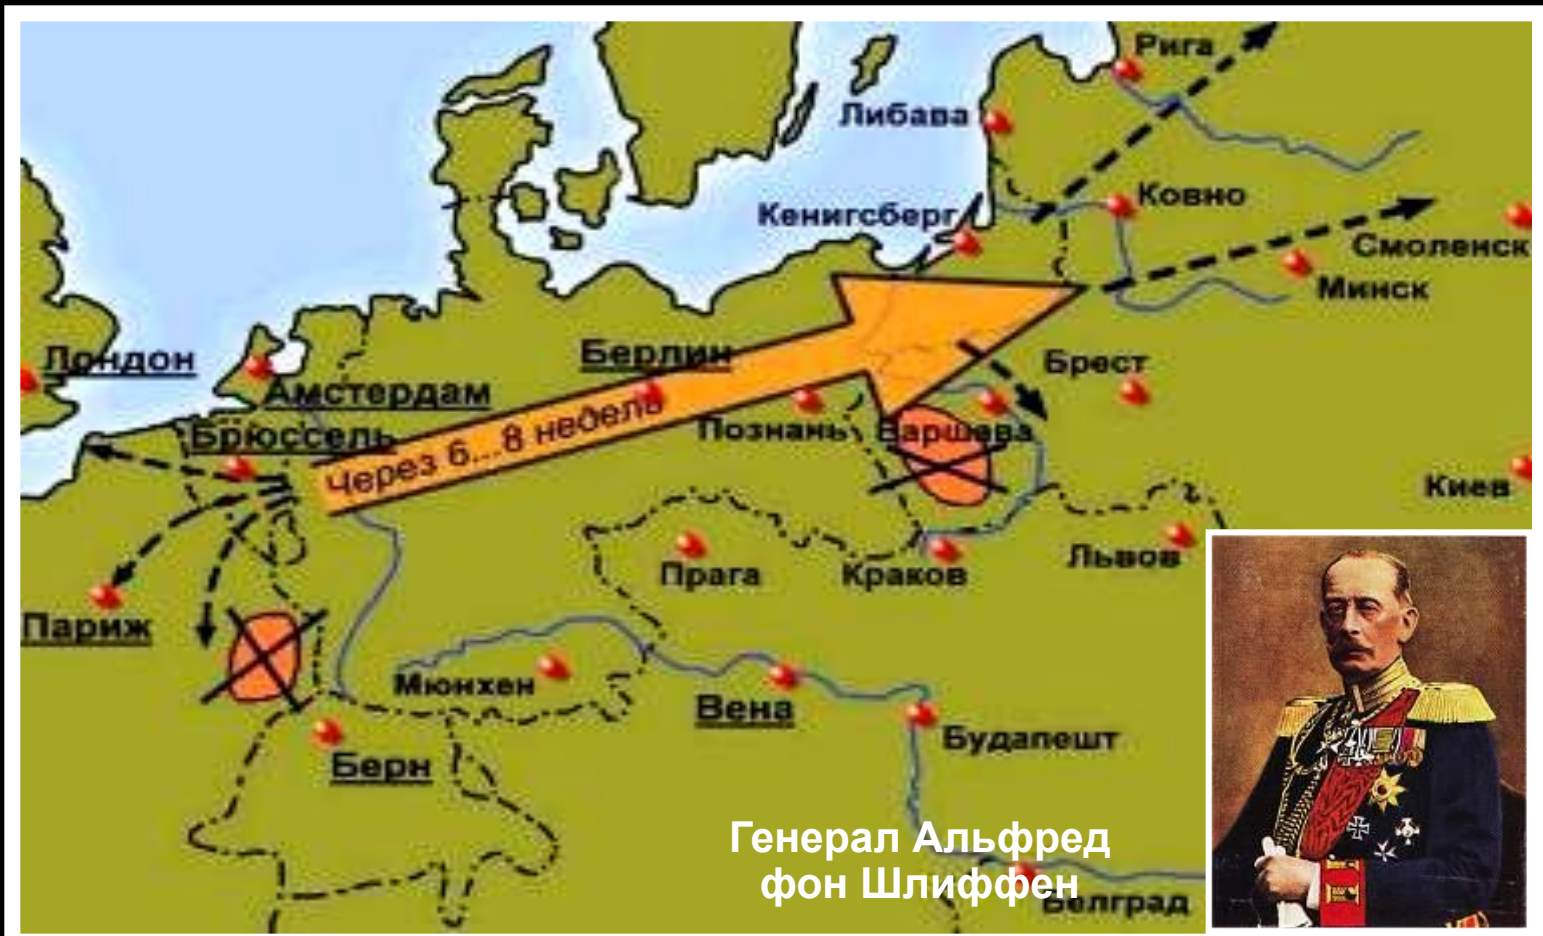 Рига
Либава
Ковно
Кенигсберг
Смоленск
Минск
Лондон
Берлин
Брест
Амстердам
Через 6...8 недель
Познань
Варшава
Брюссель
Киев
Львов
Прага
Краков
Париж
Мюнхен
Вена
Будапешт
Берн
Генерал Альфред
фон Шлиффен
Белград